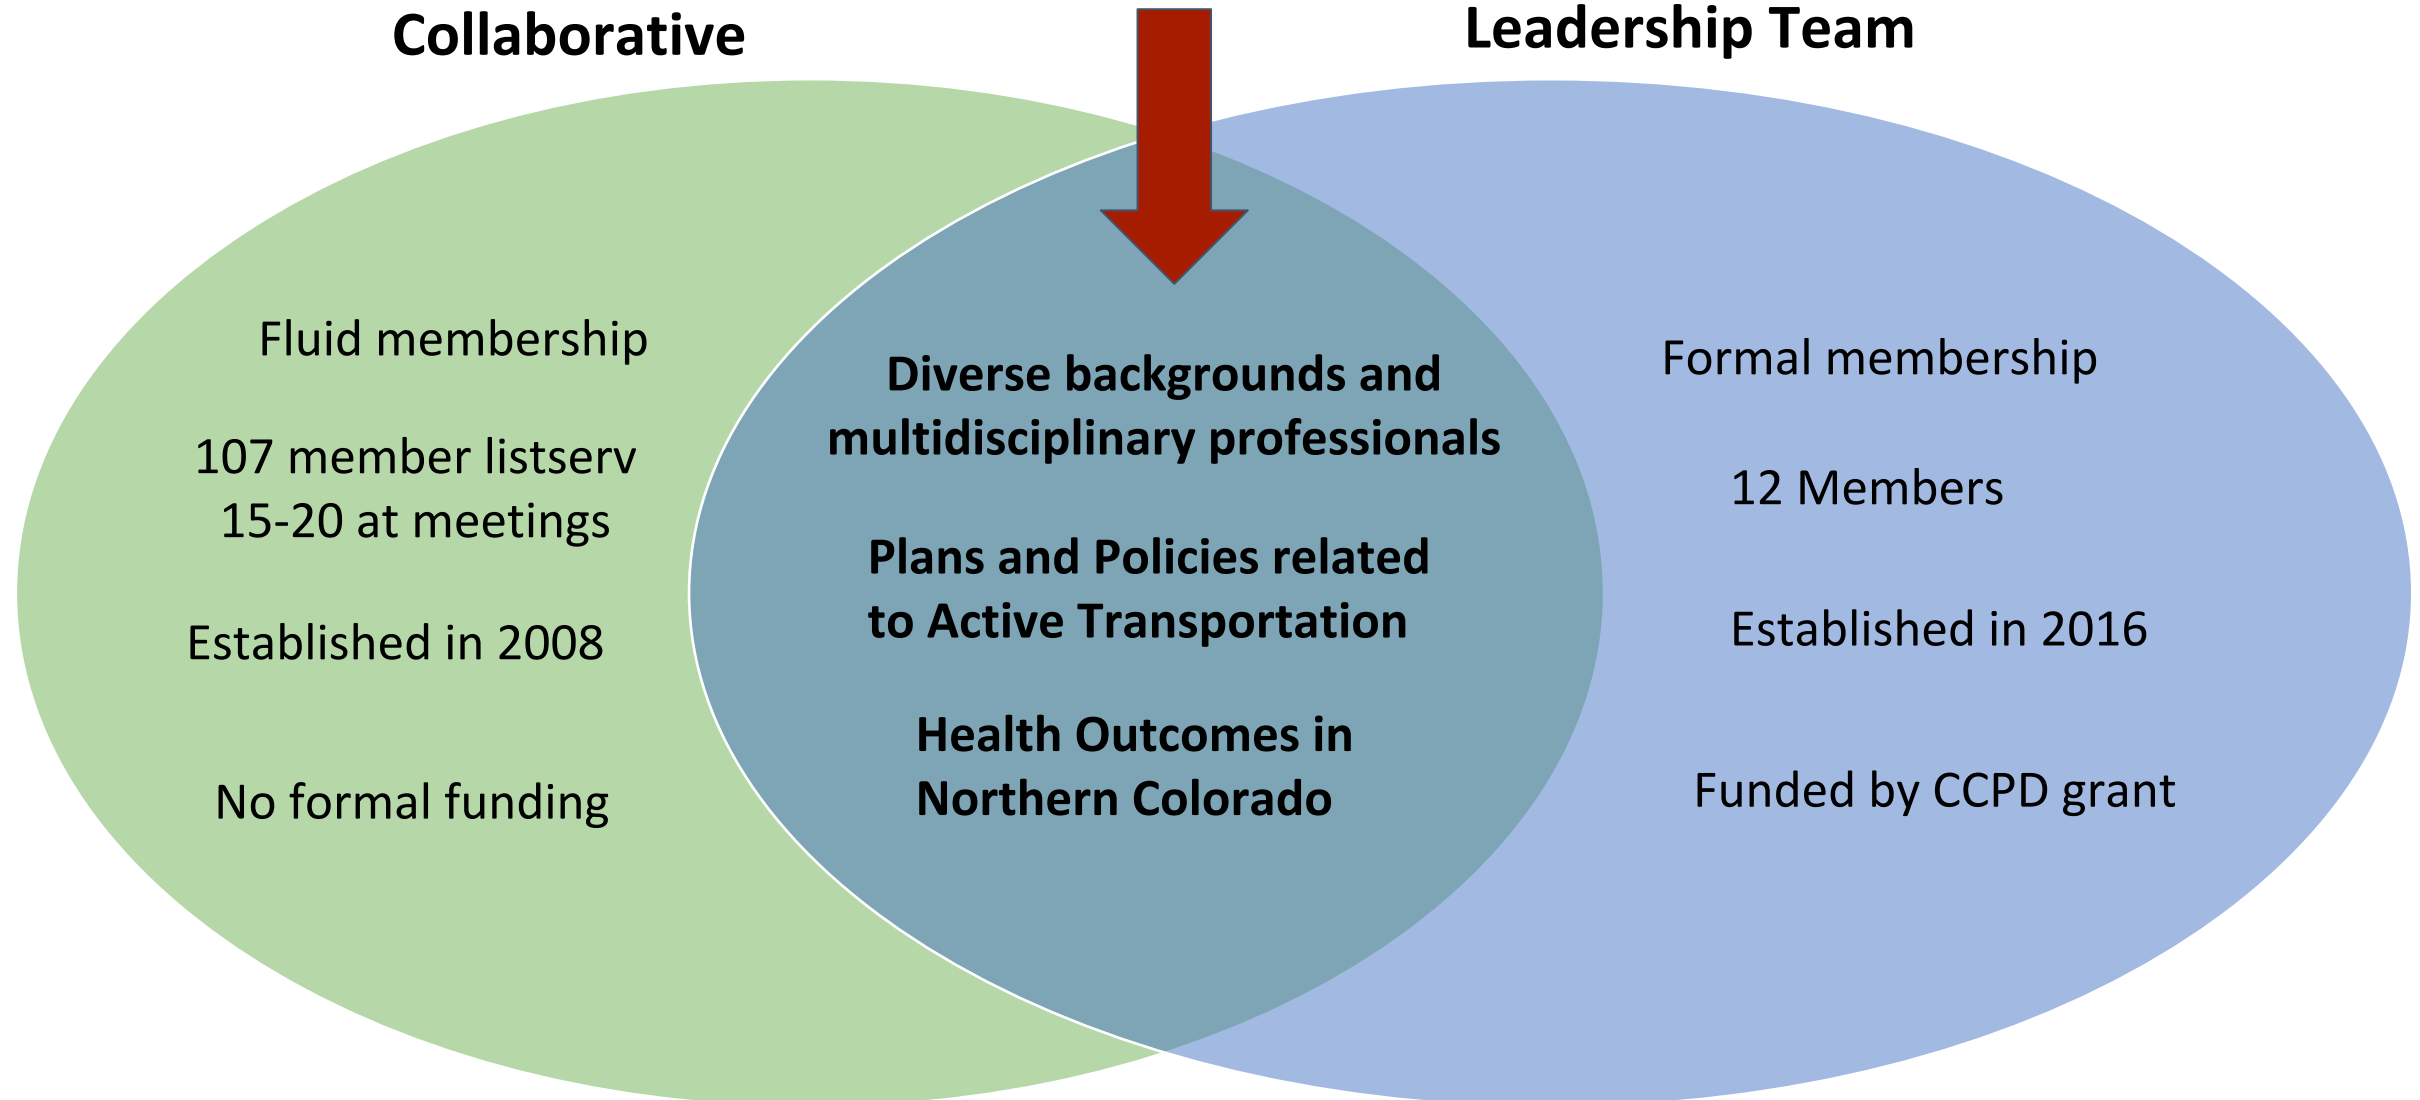 Collaborative
Leadership Team
Fluid membership
107 member listserv
15-20 at meetings
Established in 2008
No formal funding
Diverse backgrounds and
multidisciplinary professionals
Plans and Policies related
to Active Transportation
Health Outcomes in
Northern Colorado
Formal membership
12 Members
Established in 2016
Funded by CCPD grant